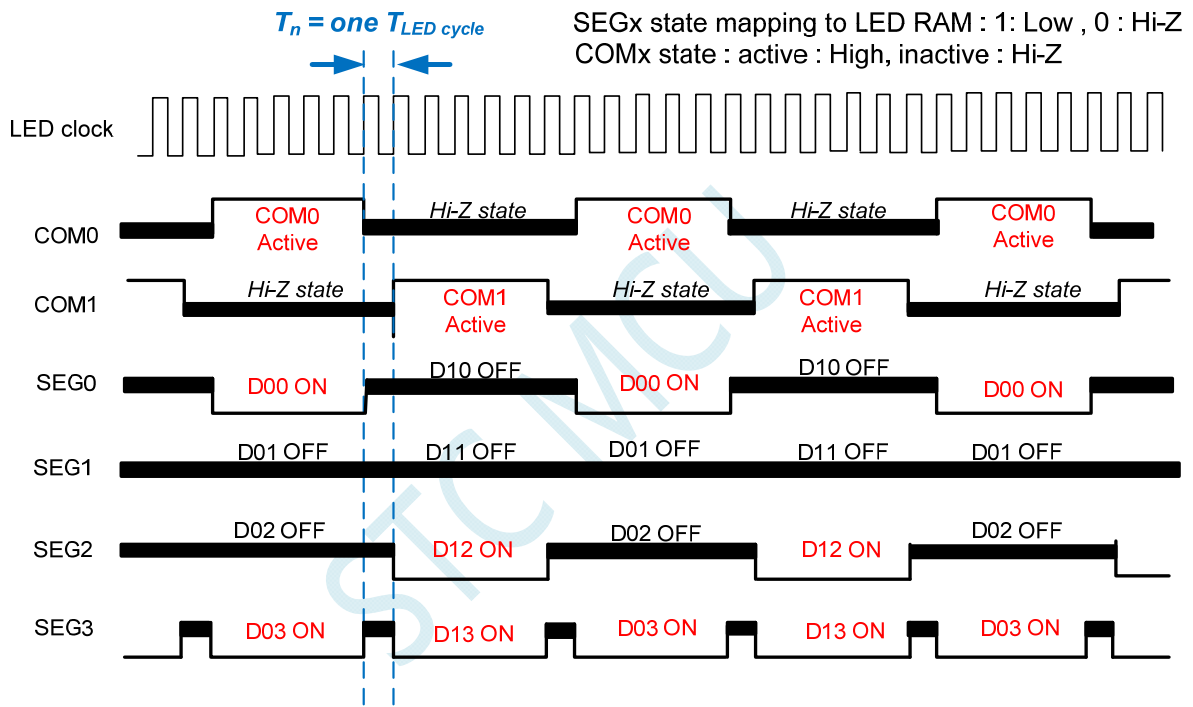 Tn = one TLED cycle
SEGx state mapping to LED RAM : 1: Low , 0 : Hi-Z
COMx state : active : High, inactive : Hi-Z
LED clock
COM0
COM0 Active
Hi-Z state
COM0 Active
Hi-Z state
COM0 Active
COM1
Hi-Z state
COM1 Active
Hi-Z state
COM1 Active
Hi-Z state
SEG0
D00 ON
D10 OFF
D00 ON
D10 OFF
D00 ON
SEG1
D01 OFF
D11 OFF
D01 OFF
D11 OFF
D01 OFF
SEG2
D02 OFF
D12 ON
D02 OFF
D12 ON
D02 OFF
SEG3
D03 ON
D13 ON
D03 ON
D13 ON
D03 ON
STC MCU